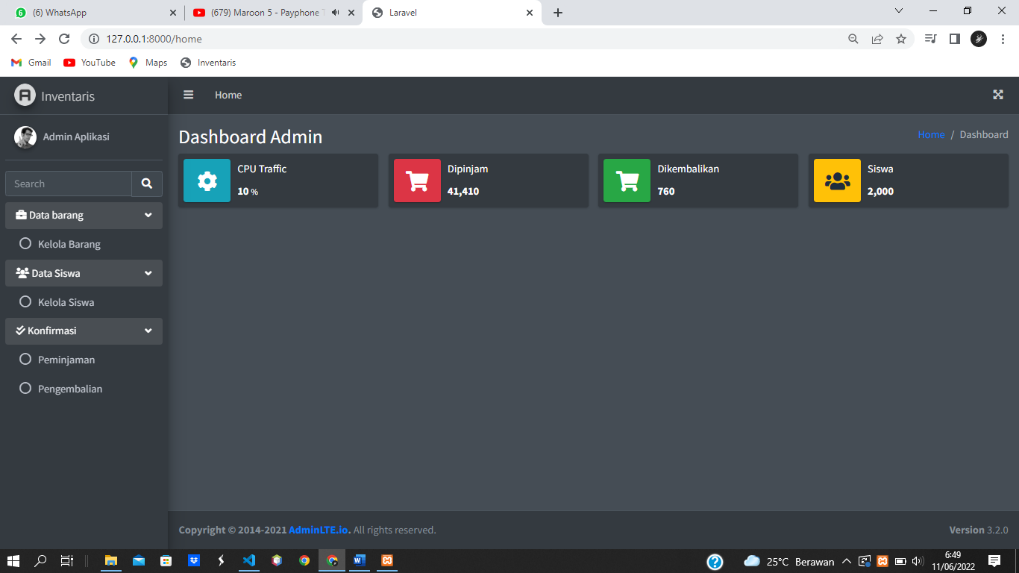 (6) WhatsApp
(679) Maroon 5 - Payphone
Laravel
127.0.0.1:8000/home
Gmail
YouTube
Maps
Inventaris
Inventaris
Home
Admin Aplikasi
Dashboard Admin
Home / Dashboard
CPU Traffic
10 %
Dipinjam
41,410
Dikembalikan
760
Siswa
2,000
Search
Data barang
Kelola Barang
Data Siswa
Kelola Siswa
Konfirmasi
Peminjaman
Pengembalian
Copyright © 2014-2021 AdminLTE.io. All rights reserved.
Version 3.2.0
25°C Berawan
6:49
11/06/2022